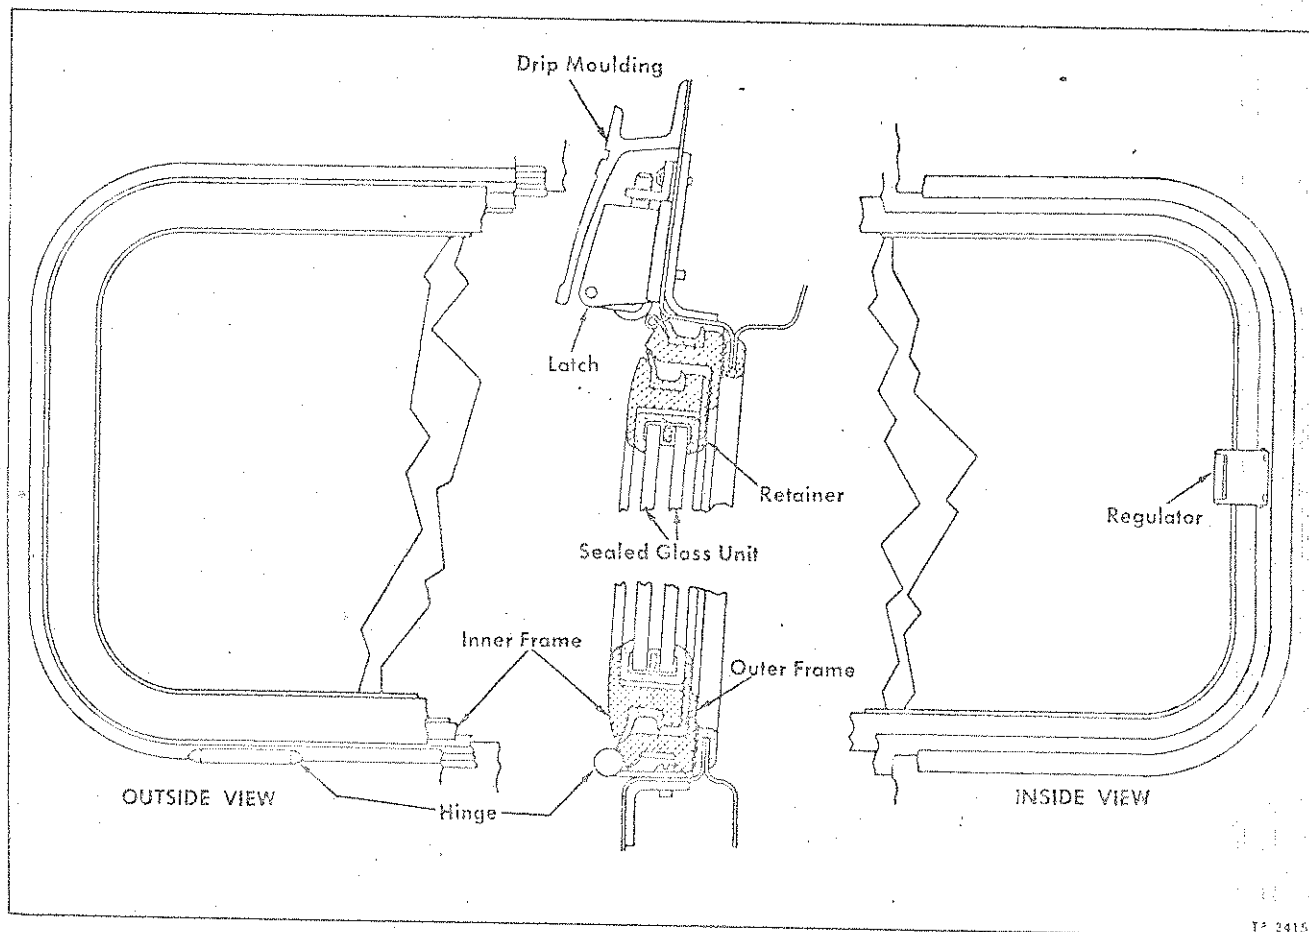 Drip Moulding
Latch
Retainer
Regulator
Sealed Glass Unit
Inner Frame
Outer Frame
OUTSIDE VIEW
Hinge
INSIDE VIEW